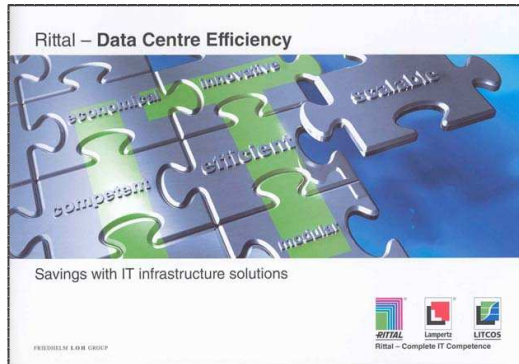 Rittal – Data Centre Efficiency
economical
innovative
scalable
competent
efficient
modular
Savings with IT infrastructure solutions
RITTAL
Lampertz
LITCOS
Rittal – Complete IT Competence
FRIEDHELM LOH GROUP